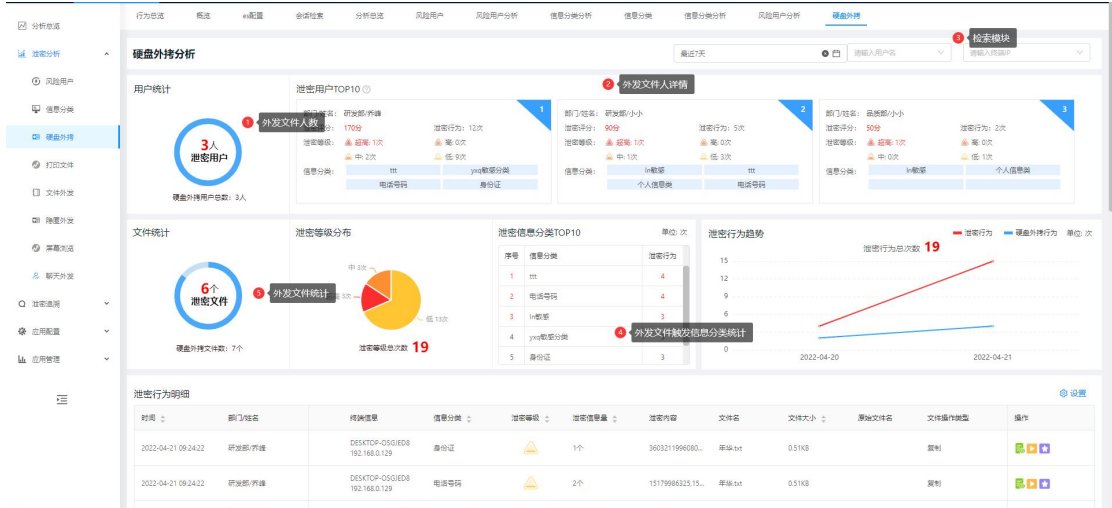 行为总览 概览 es配置 会话检索 分析总览 风险用户 风险用户分析 信息分类分析 信息分类 信息分类分析 风险用户分析 硬盘外拷
分析总览
泄密分析
风险用户
信息分类
硬盘外拷
打印文件
文件外发
隐匿外发
屏幕浏览
聊天外发
泄密追溯
应用配置
应用管理
硬盘外拷分析
最近7天 请输入用户名 请输入终端IP
3 检索模块
用户统计
1 外发文件人数
3人
泄密用户
硬盘外拷用户总数：3人
泄密用户TOP10
2 外发文件人详情
部门/姓名： 研发部/乔峰 1
泄密评分： 170分 泄密行为： 12次
泄密等级： 超高: 1次 高: 0次
中: 2次 低: 9次
信息分类： ttt yxq敏感分类
电话号码 身份证
部门/姓名： 研发部/小小 2
泄密评分： 90分 泄密行为： 5次
泄密等级： 超高: 1次 高: 0次
中: 1次 低: 3次
信息分类： ln敏感 ttt
个人信息类 电话号码
部门/姓名： 品质部/小小 3
泄密评分： 50分 泄密行为： 2次
泄密等级： 超高: 1次 高: 0次
中: 0次 低: 1次
信息分类： ln敏感 个人信息类
文件统计
6个
泄密文件
硬盘外拷文件数：7个
5 外发文件统计
泄密等级分布
中 3次
3次
低 13次
泄密等级总次数 19
泄密信息分类TOP10 单位: 次
序号 信息分类 泄密行为
1 ttt 4
2 电话号码 4
3 ln敏感 3
4 yxq敏感分类
5 身份证 3
4 外发文件触发信息分类统计
泄密行为趋势 泄密行为 硬盘外拷行为 单位: 次
泄密行为总次数 19
15
12
9
6
0
2022-04-20 2022-04-21
泄密行为明细 设置
时间 部门/姓名 终端信息 信息分类 泄密等级 泄密信息量 泄密内容 文件名 文件大小 原始文件名 文件操作类型 操作
2022-04-21 09:24:22 研发部/乔峰 DESKTOP-OSGJED8 身份证 1个 3603211996080... 年华.txt 0.51KB 复制
192.168.0.129
2022-04-21 09:24:22 研发部/乔峰 DESKTOP-OSGJED8 电话号码 2个 15179986325,15... 年华.txt 0.51KB 复制
192.168.0.129